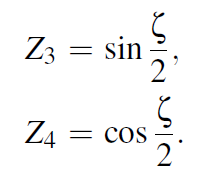 Z₃ = sin ζ/2,
Z₄ = cos ζ/2.